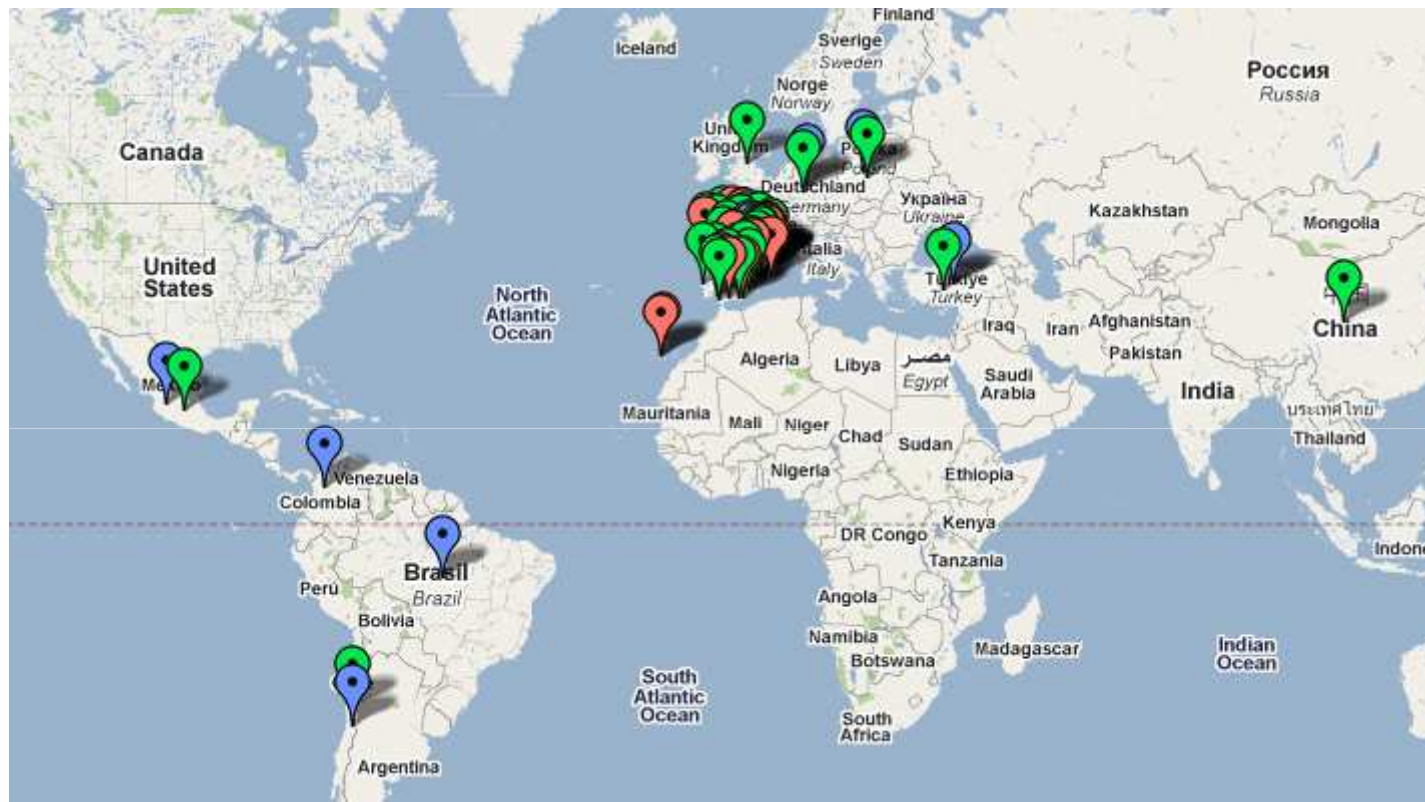 Finland
Iceland
Sverige
Sweden
Norge
Norway
Россия
Russia
Canada
United
Kingdom
Poland
Deutschland
Germany
Україна
Ukraine
Kazakhstan
Mongolia
United
States
North
Atlantic
Ocean
Italia
Italy
Türkiye
Turkey
China
Iraq
Iran
Afghanistan
Pakistan
Algeria
Libya
مصر
Egypt
Saudi
Arabia
India
México
Mauritania
Mali
Niger
Chad
Sudan
ประเทศไทย
Thailand
Nigeria
Ethiopia
Venezuela
Colombia
DR Congo
Kenya
Tanzania
Indone
Perú
Brasil
Brazil
Bolivia
Angola
Namibia
Botswana
Madagascar
Indian
Ocean
South
Atlantic
Ocean
South
Africa
Argentina